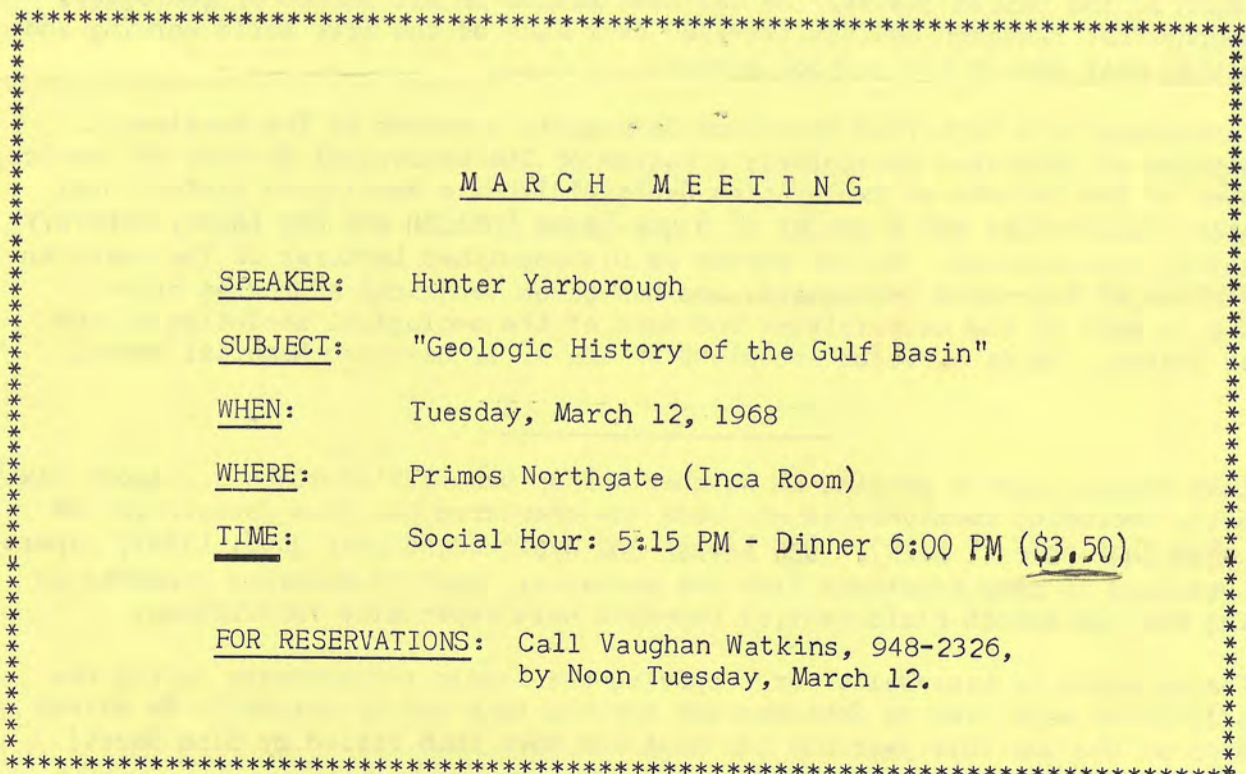 M A R C H  M E E T I N G
SPEAKER: Hunter Yarborough
SUBJECT: "Geologic History of the Gulf Basin"
WHEN: Tuesday, March 12, 1968
WHERE: Primos Northgate (Inca Room)
TIME: Social Hour: 5:15 PM - Dinner 6:00 PM ($3.50)
FOR RESERVATIONS: Call Vaughan Watkins, 948-2326,
by Noon Tuesday, March 12.